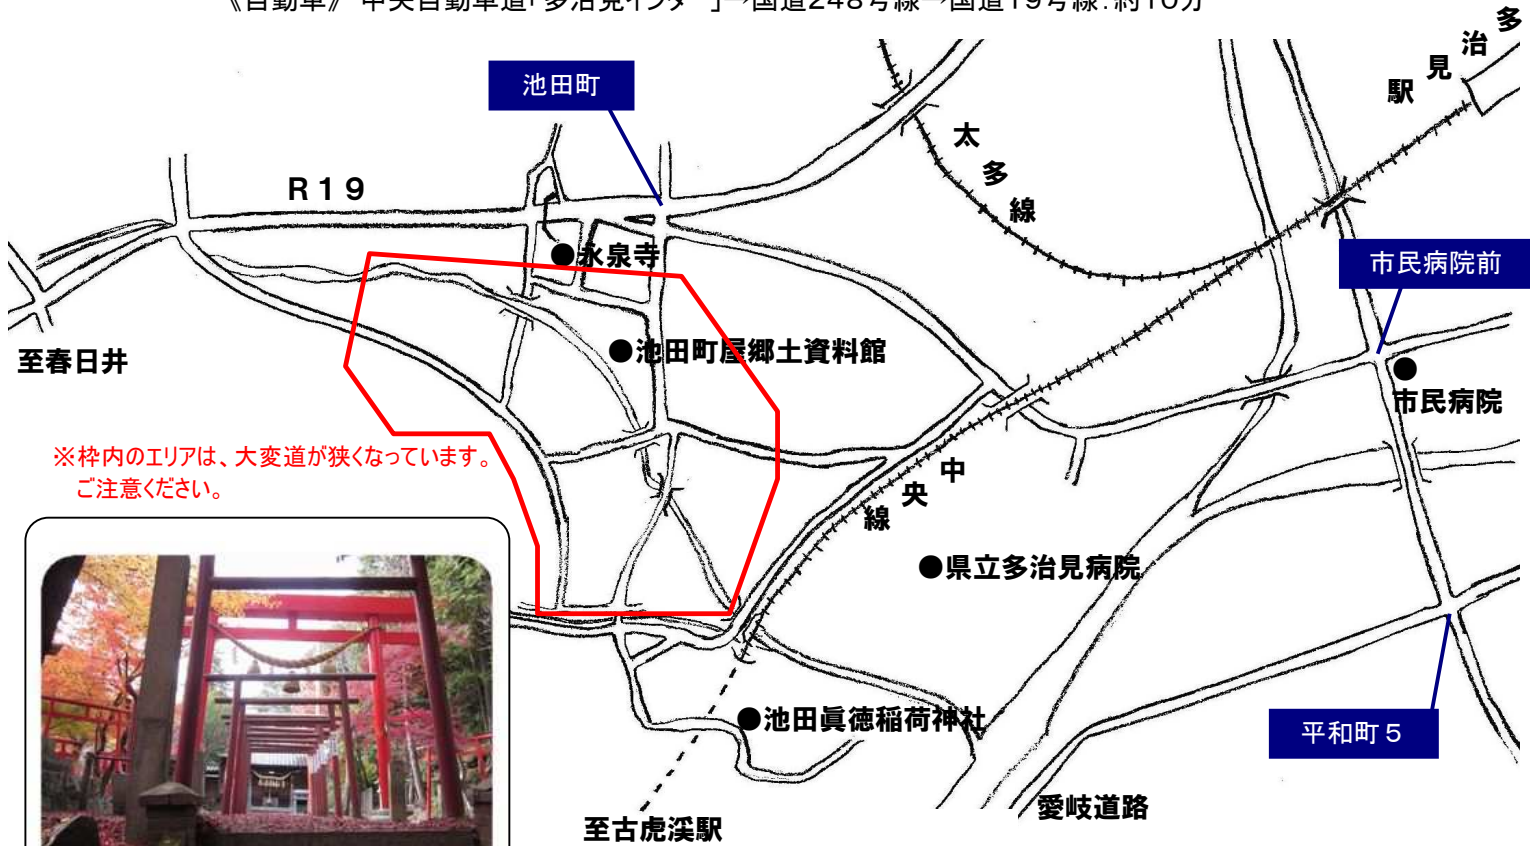 《自動車》 中央自動車道「多治見インター」→国道248号線→国道19号線:約10分
多治見駅
池田町
太多線
R19
永泉寺
市民病院前
至春日井
池田町屋郷土資料館
市民病院
※枠内のエリアは、大変道が狭くなっています。
ご注意ください。
中央線
県立多治見病院
池田眞徳稲荷神社
平和町5
愛岐道路
至古虎渓駅